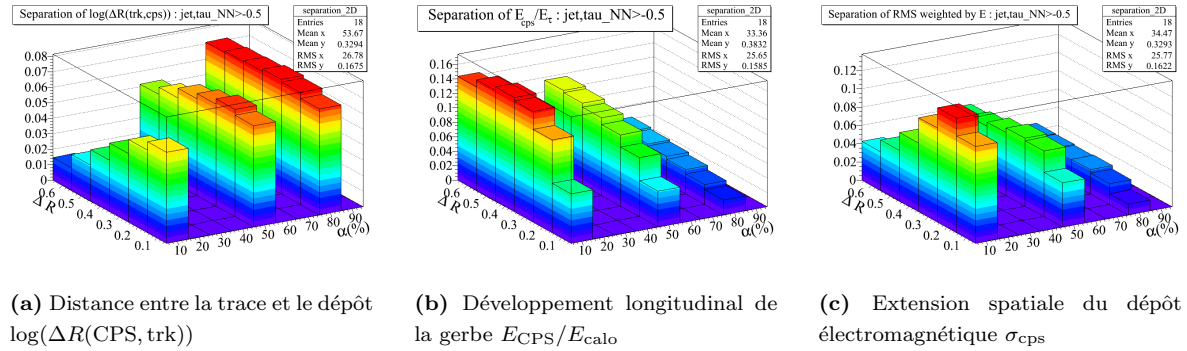 Separation of log(ΔR(trk,cps)) : jet,tau_NN>-0.5
separation_2D
Entries 18
Mean x 53.67
Mean y 0.3294
RMS x 26.78
RMS y 0.1675
0.08
0.07
0.06
0.05
0.04
0.03
0.02
0.01
0
0.6
0.5
0.4
0.3
0.2
0.1
ΔR
10 20 30 40 50 60 70 80 90
α(%)
Separation of E_cps/E_τ : jet,tau_NN>-0.5
separation_2D
Entries 18
Mean x 33.36
Mean y 0.3832
RMS x 25.65
RMS y 0.1585
0.16
0.14
0.12
0.1
0.08
0.06
0.04
0.02
0
0.6
0.5
0.4
0.3
0.2
0.1
ΔR
10 20 30 40 50 60 70 80 90
α(%)
Separation of RMS weighted by E : jet,tau_NN>-0.5
separation_2D
Entries 18
Mean x 34.47
Mean y 0.3293
RMS x 25.77
RMS y 0.1622
0.12
0.1
0.08
0.06
0.04
0.02
0
0.6
0.5
0.4
0.3
0.2
0.1
ΔR
10 20 30 40 50 60 70 80 90
α(%)
(a) Distance entre la trace et le dépôt
log(ΔR(CPS, trk))
(b) Développement longitudinal de
la gerbe E_CPS/E_calo
(c) Extension spatiale du dépôt
électromagnétique σ_cps